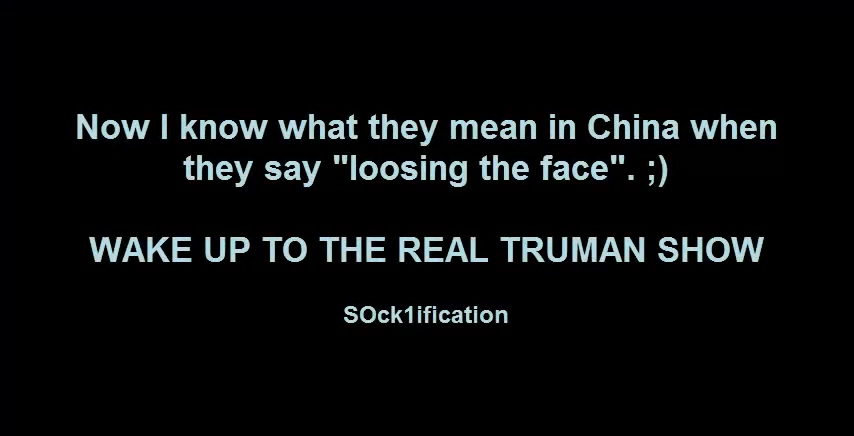 Now I know what they mean in China when
they say "loosing the face". ;)
WAKE UP TO THE REAL TRUMAN SHOW
SOck1ification